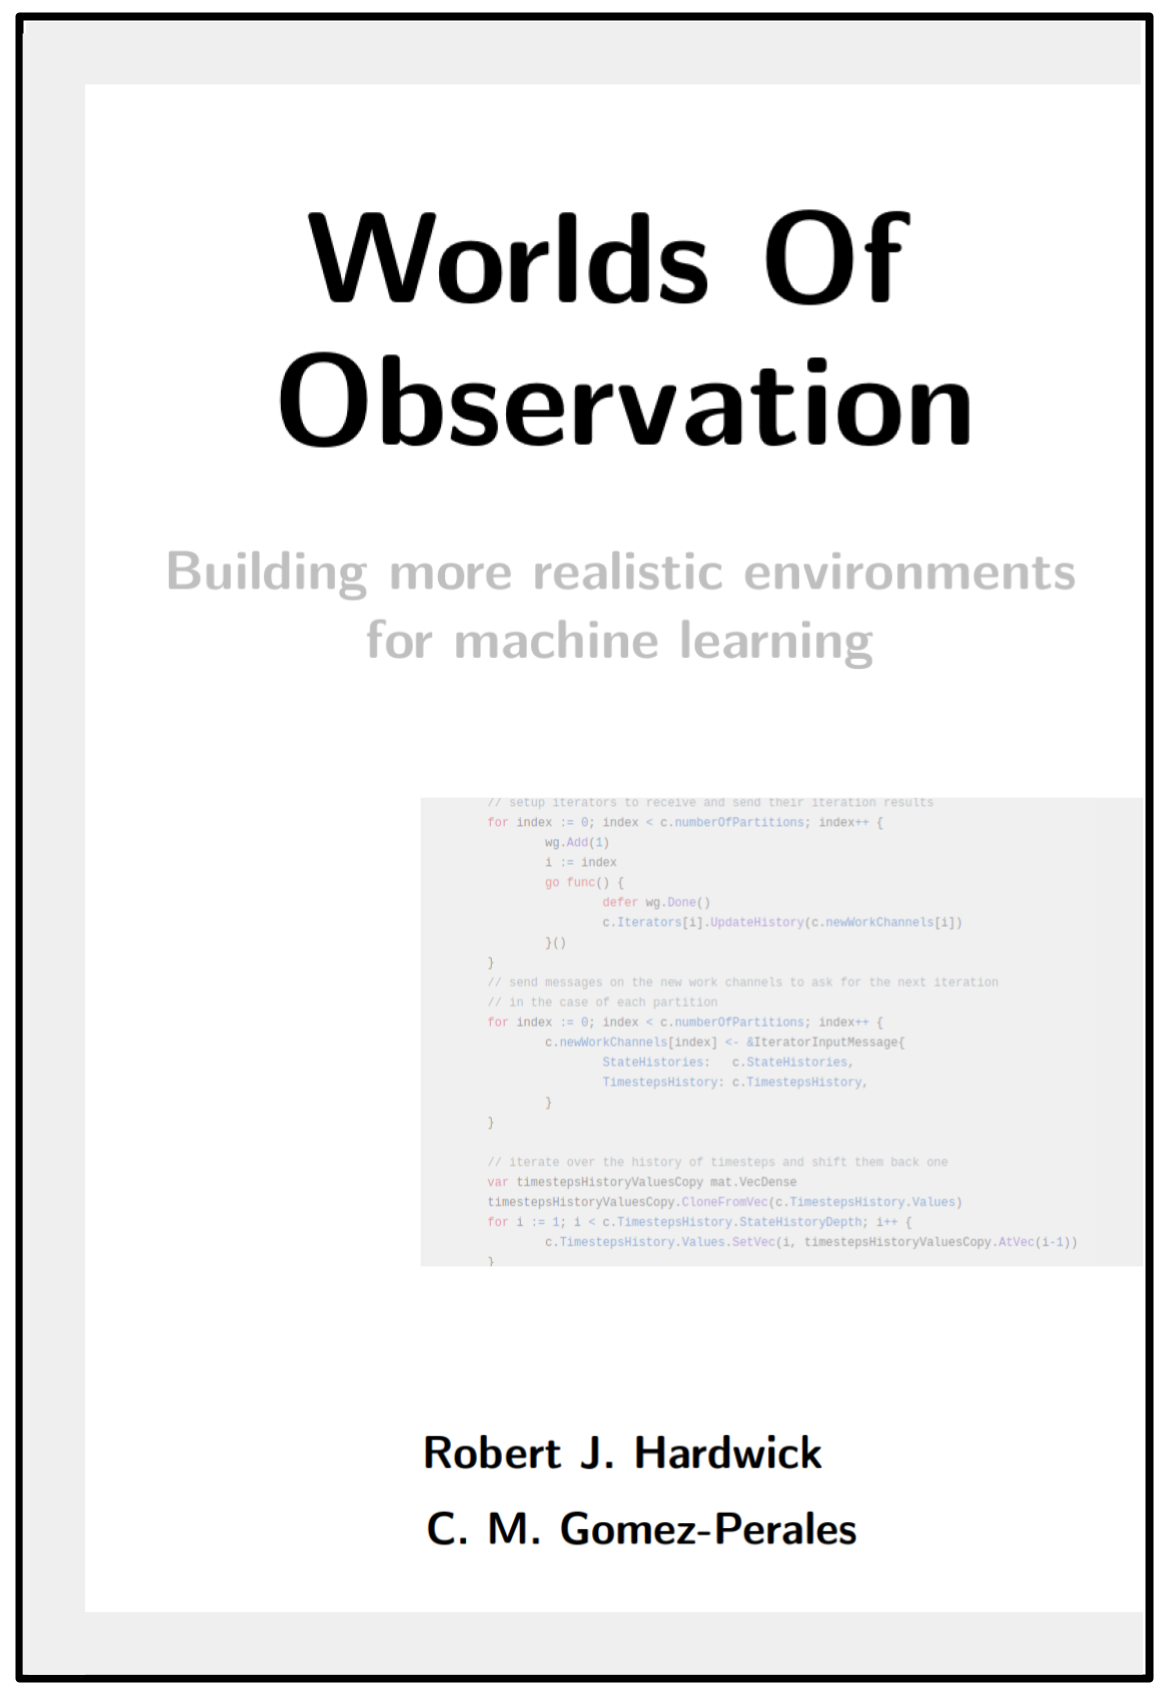 Worlds Of
Observation
Building more realistic environments
for machine learning
// setup iterators to receive and send their iteration results
for index := 0; index < c.numberOfPartitions; index++ {
wg.Add(1)
i := index
go func() {
defer wg.Done()
c.Iterators[i].UpdateHistory(c.newWorkChannels[i])
}()
}
// send messages on the new work channels to ask for the next iteration
// in the case of each partition
for index := 0; index < c.numberOfPartitions; index++ {
c.newWorkChannels[index] <- &IteratorInputMessage{
StateHistories: c.StateHistories,
TimestepsHistory: c.TimestepsHistory,
}
}
// iterate over the history of timesteps and shift them back one
var timestepsHistoryValuesCopy mat.VecDense
timestepsHistoryValuesCopy.CloneFromVec(c.TimestepsHistory.Values)
for i := 1; i < c.TimestepsHistory.StateHistoryDepth; i++ {
c.TimestepsHistory.Values.SetVec(i, timestepsHistoryValuesCopy.AtVec(i-1))
}
Robert J. Hardwick
C. M. Gomez-Perales